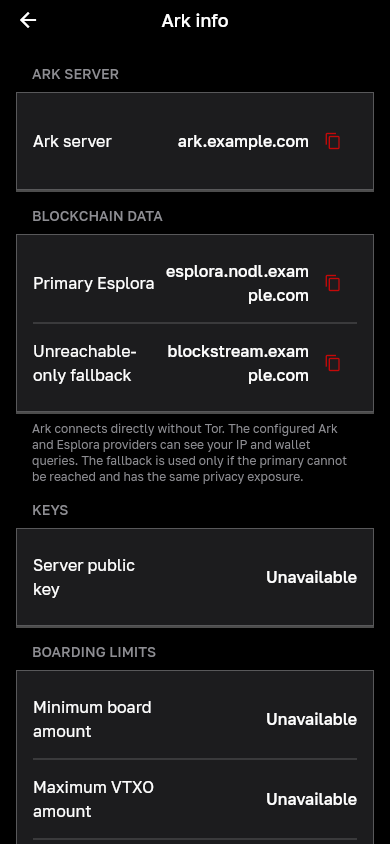 Ark info
ARK SERVER
Ark server
ark.example.com
BLOCKCHAIN DATA
Primary Esplora
esplora.nodl.exam
ple.com
Unreachable-
only fallback
blockstream.exam
ple.com
Ark connects directly without Tor. The configured Ark
and Esplora providers can see your IP and wallet
queries. The fallback is used only if the primary cannot
be reached and has the same privacy exposure.
KEYS
Server public
key
Unavailable
BOARDING LIMITS
Minimum board
amount
Unavailable
Maximum VTXO
amount
Unavailable